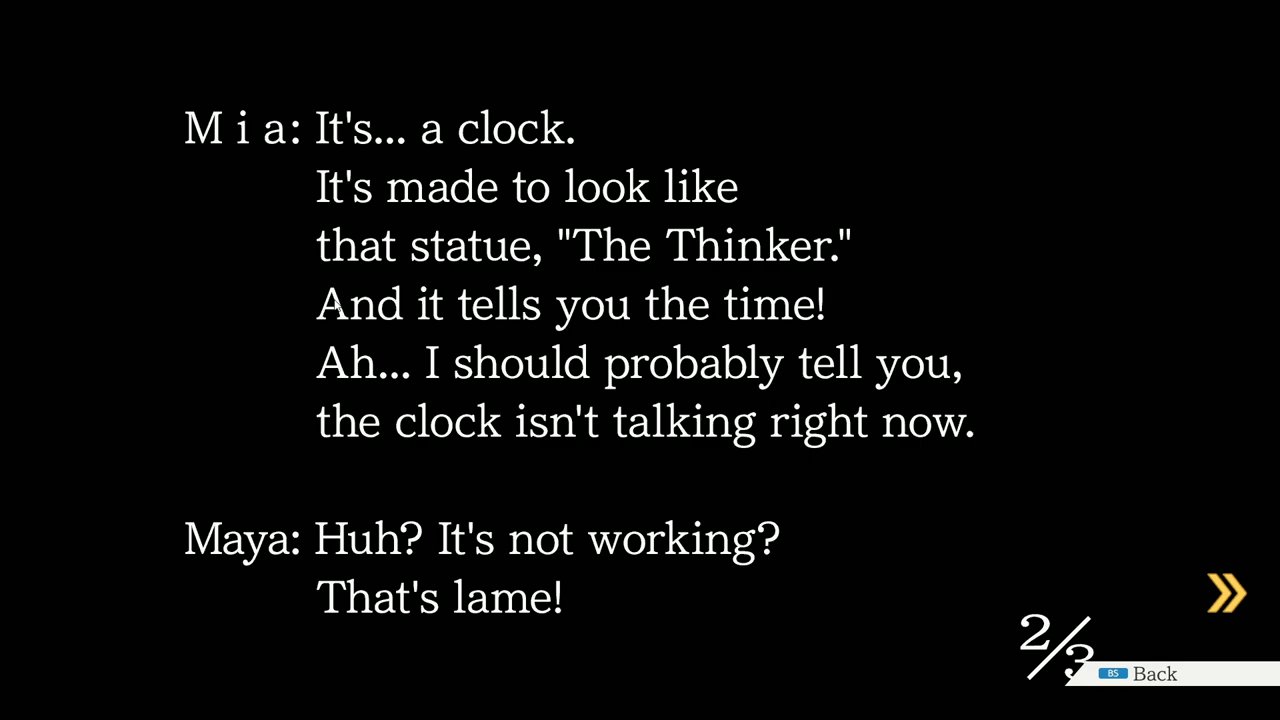 M i a: It's... a clock.
It's made to look like
that statue, "The Thinker."
And it tells you the time!
Ah... I should probably tell you,
the clock isn't talking right now.
Maya: Huh? It's not working?
That's lame!
2/3
BS Back